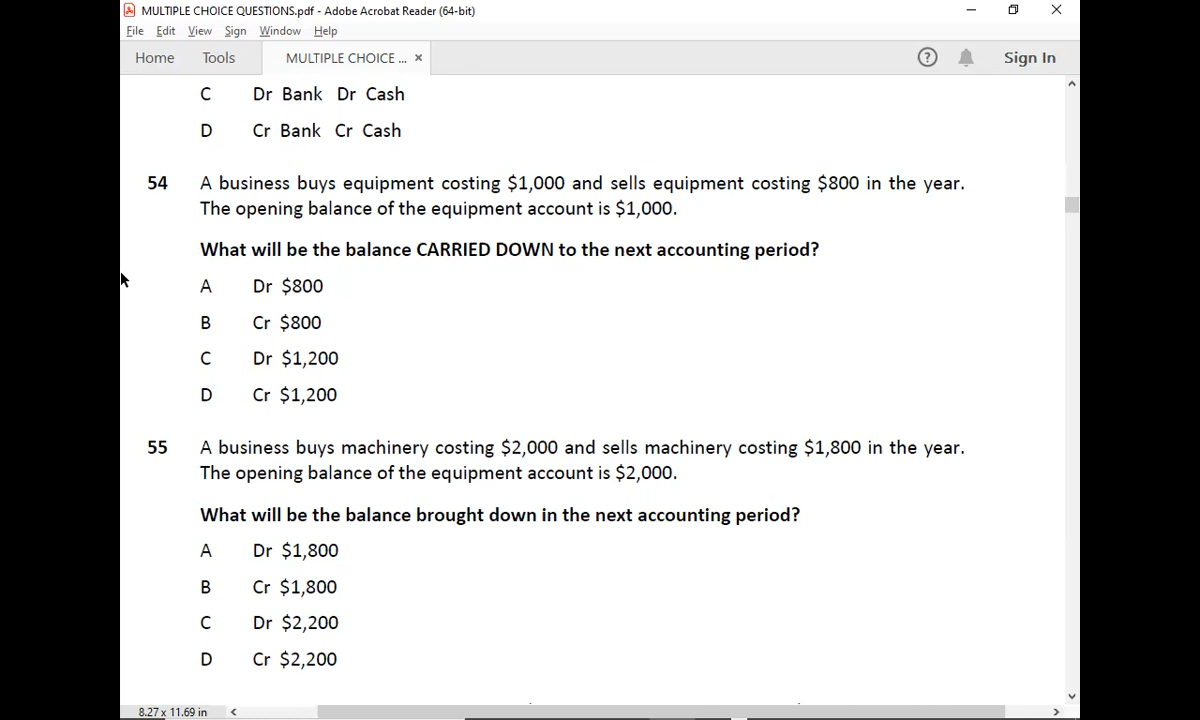 MULTIPLE CHOICE QUESTIONS.pdf - Adobe Acrobat Reader (64-bit)
File Edit View Sign Window Help
Home Tools MULTIPLE CHOICE ... × ? Sign In
C Dr Bank Dr Cash
D Cr Bank Cr Cash
54 A business buys equipment costing $1,000 and sells equipment costing $800 in the year.
The opening balance of the equipment account is $1,000.
What will be the balance CARRIED DOWN to the next accounting period?
A Dr $800
B Cr $800
C Dr $1,200
D Cr $1,200
55 A business buys machinery costing $2,000 and sells machinery costing $1,800 in the year.
The opening balance of the equipment account is $2,000.
What will be the balance brought down in the next accounting period?
A Dr $1,800
B Cr $1,800
C Dr $2,200
D Cr $2,200
8.27 x 11.69 in